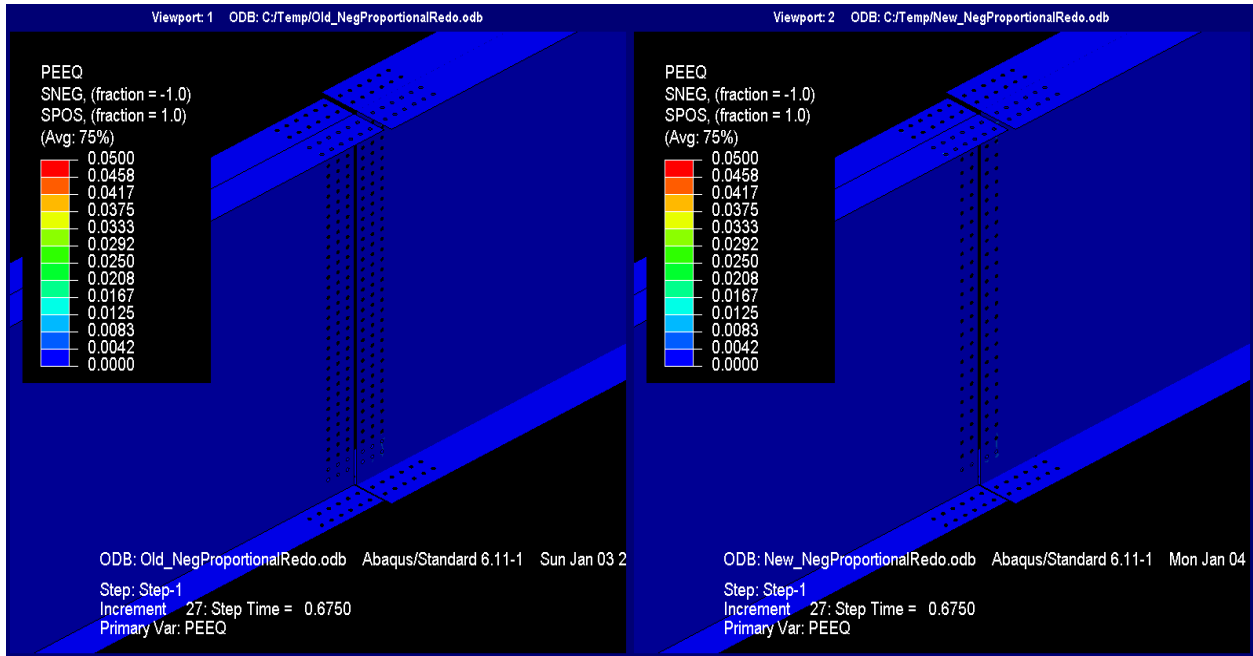 Viewport: 1 ODB: C:/Temp/Old_NegProportionalRedo.odb
PEEQ
SNEG, (fraction = -1.0)
SPOS, (fraction = 1.0)
(Avg: 75%)
0.0500
0.0458
0.0417
0.0375
0.0333
0.0292
0.0250
0.0208
0.0167
0.0125
0.0083
0.0042
0.0000
ODB: Old_NegProportionalRedo.odb Abaqus/Standard 6.11-1 Sun Jan 03 2
Step: Step-1
Increment 27: Step Time = 0.6750
Primary Var: PEEQ
Viewport: 2 ODB: C:/Temp/New_NegProportionalRedo.odb
PEEQ
SNEG, (fraction = -1.0)
SPOS, (fraction = 1.0)
(Avg: 75%)
0.0500
0.0458
0.0417
0.0375
0.0333
0.0292
0.0250
0.0208
0.0167
0.0125
0.0083
0.0042
0.0000
ODB: New_NegProportionalRedo.odb Abaqus/Standard 6.11-1 Mon Jan 04
Step: Step-1
Increment 27: Step Time = 0.6750
Primary Var: PEEQ